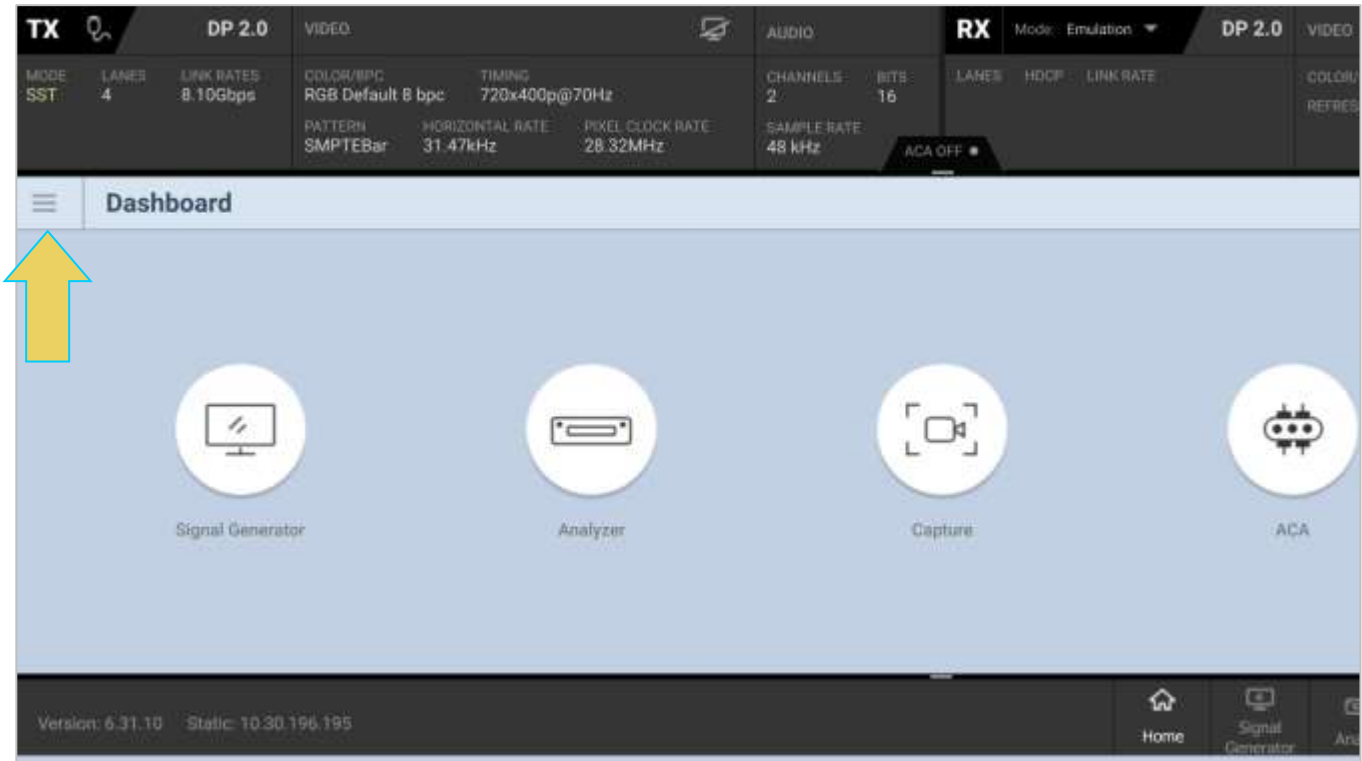 TX DP 2.0 VIDEO AUDIO RX Mode: Emulation DP 2.0 VIDEO
MODE LANES LINK RATES COLOR/BPC TIMING CHANNELS BITS LANES HDCP LINK RATE COLOR/
SST 4 8.10Gbps RGB Default 8 bpc 720x400p@70Hz 2 16
REFRES
PATTERN HORIZONTAL RATE PIXEL CLOCK RATE SAMPLE RATE
SMPTEBar 31.47kHz 28.32MHz 48 kHz ACA OFF
Dashboard
Signal Generator Analyzer Capture ACA
Version: 6.31.10 Static: 10.30.196.195
Home
Signal
Generator
Ana